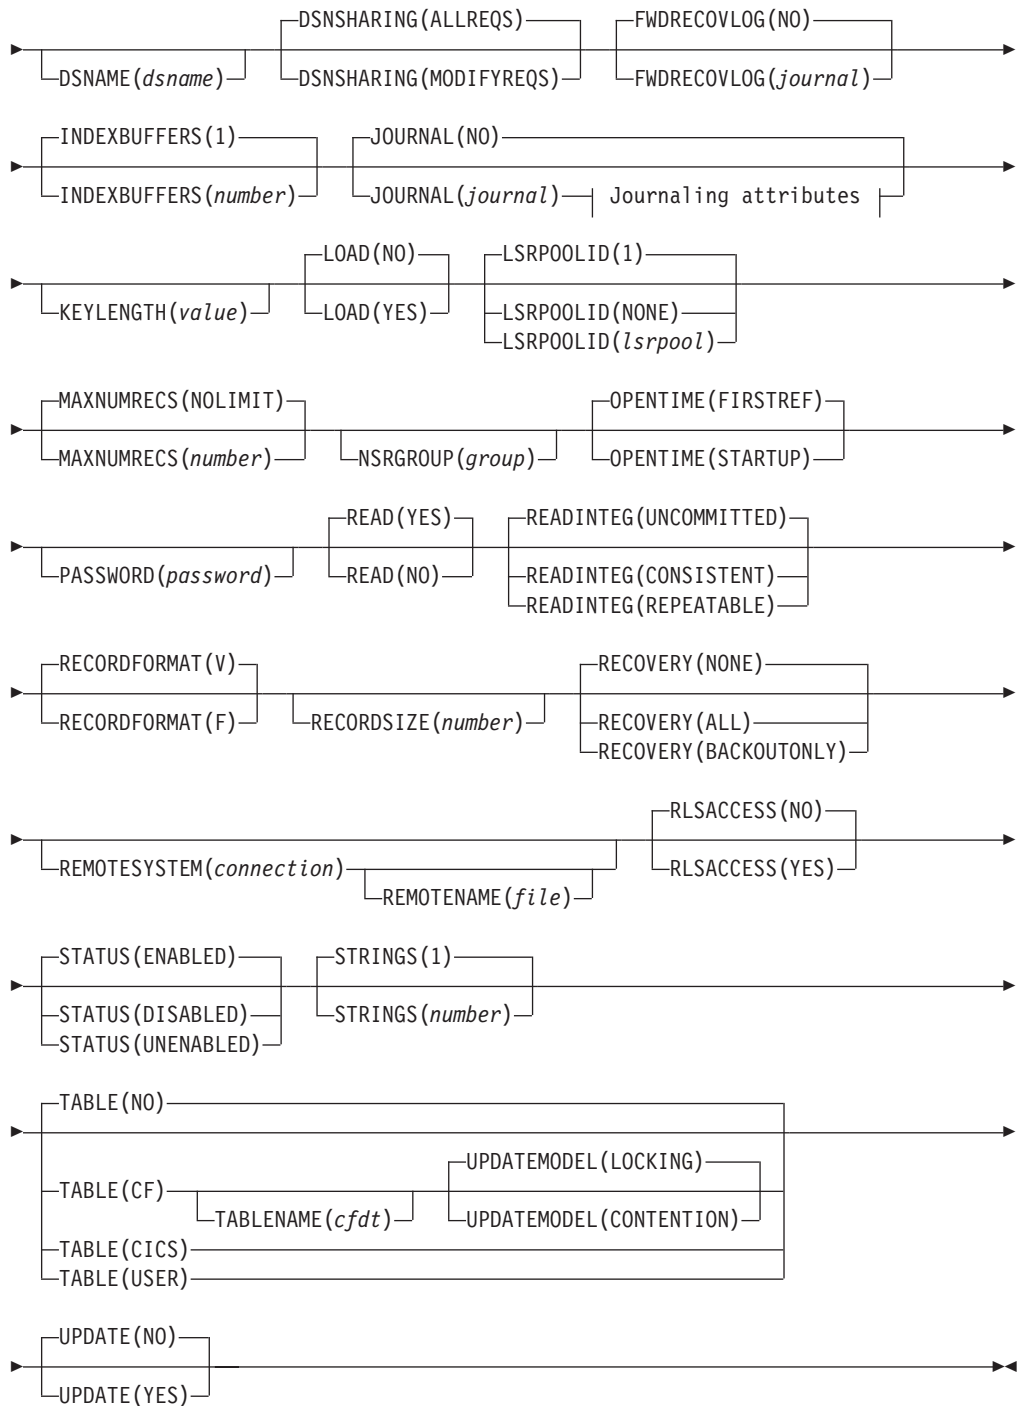 DSNSHARING(ALLREQS) FWDRECOVLOG(NO)
DSNAME(dsname) DSNSHARING(MODIFYREQS) FWDRECOVLOG(journal)
INDEXBUFFERS(1) JOURNAL(NO)
INDEXBUFFERS(number) JOURNAL(journal) Journaling attributes
LOAD(NO) LSRPOOLID(1)
KEYLENGTH(value) LOAD(YES) LSRPOOLID(NONE)
LSRPOOLID(lsrpool)
MAXNUMRECS(NOLIMIT) OPENTIME(FIRSTREF)
MAXNUMRECS(number) NSRGROUP(group) OPENTIME(STARTUP)
READ(YES) READINTEG(UNCOMMITTED)
PASSWORD(password) READ(NO) READINTEG(CONSISTENT)
READINTEG(REPEATABLE)
RECORDFORMAT(V) RECOVERY(NONE)
RECORDFORMAT(F) RECORDSIZE(number) RECOVERY(ALL)
RECOVERY(BACKOUTONLY)
RLSACCESS(NO)
REMOTESYSTEM(connection) RLSACCESS(YES)
REMOTENAME(file)
STATUS(ENABLED) STRINGS(1)
STATUS(DISABLED) STRINGS(number)
STATUS(UNENABLED)
TABLE(NO)
UPDATEMODEL(LOCKING)
TABLE(CF)
TABLENAME(cfdt) UPDATEMODEL(CONTENTION)
TABLE(CICS)
TABLE(USER)
UPDATE(NO)
UPDATE(YES)